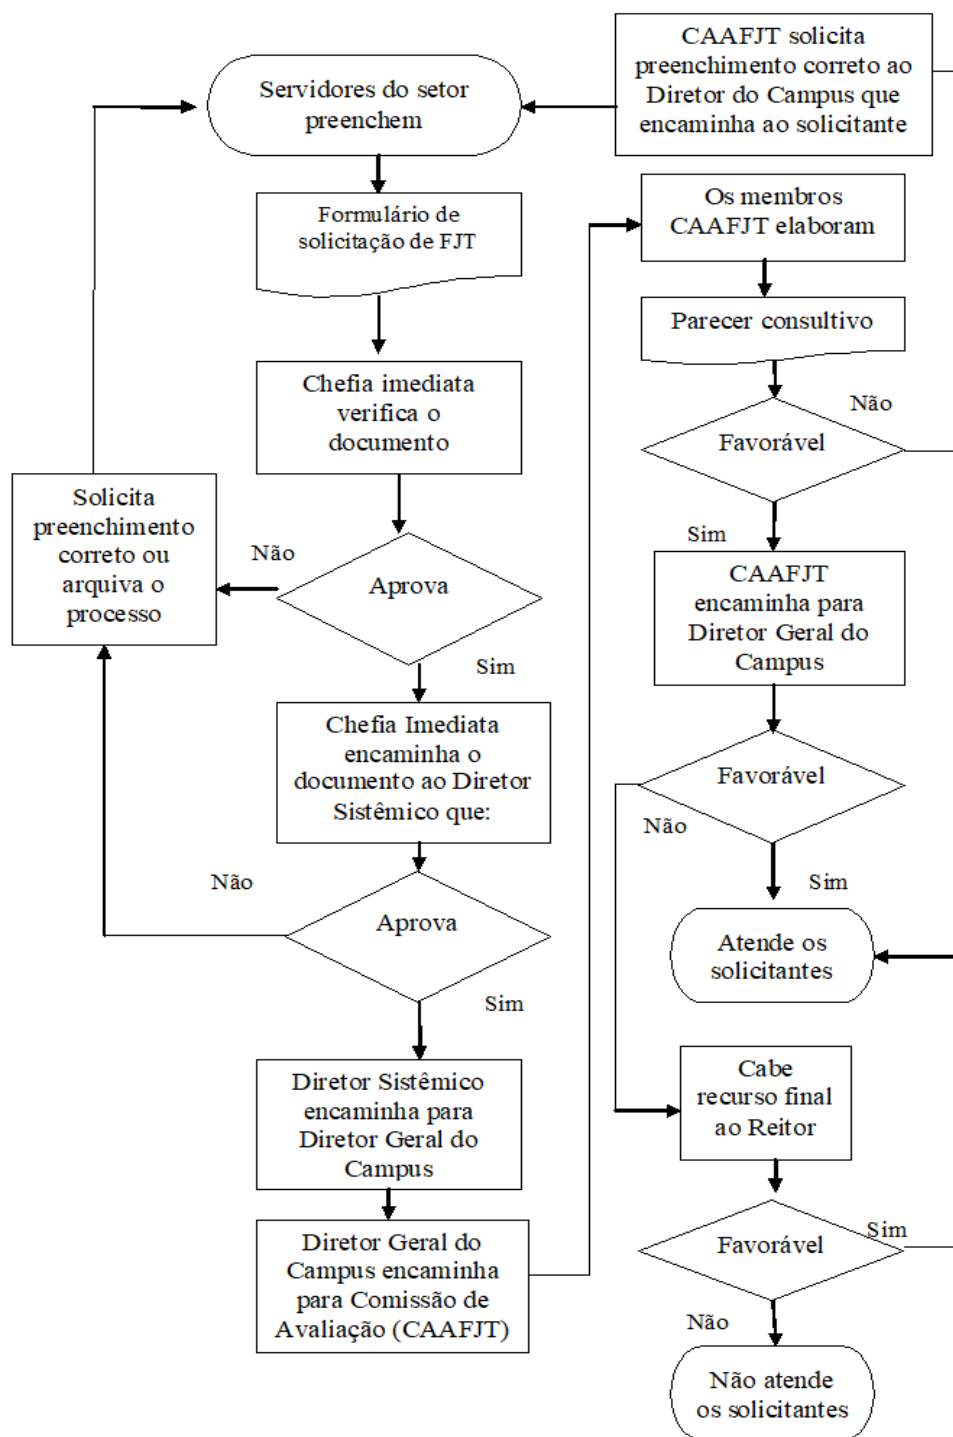 Servidores do setor
preenchem
Formulário de
solicitação de FJT
Chefia imediata
verifica o
documento
Solicita
preenchimento
correto ou
arquiva o
processo
Não
Aprova
Sim
Chefia Imediata
encaminha o
documento ao Diretor
Sistêmico que:
Não
Aprova
Sim
Diretor Sistêmico
encaminha para
Diretor Geral do
Campus
Diretor Geral do
Campus encaminha
para Comissão de
Avaliação (CAAFJT)
CAAFJT solicita
preenchimento correto ao
Diretor do Campus que
encaminha ao solicitante
Os membros
CAAFJT elaboram
Parecer consultivo
Não
Favorável
Sim
CAAFJT
encaminha para
Diretor Geral do
Campus
Favorável
Não
Sim
Atende os
solicitantes
Cabe
recurso final
ao Reitor
Sim
Favorável
Não
Não atende
os solicitantes